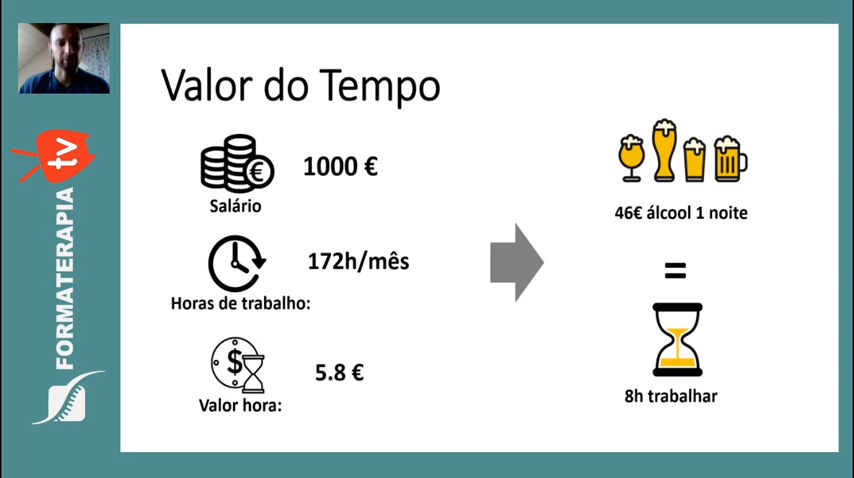 tv
FORMATERAPIA
Valor do Tempo
€
1000 €
Salário
172h/mês
Horas de trabalho:
$
5.8 €
Valor hora:
46€ álcool 1 noite
=
8h trabalhar